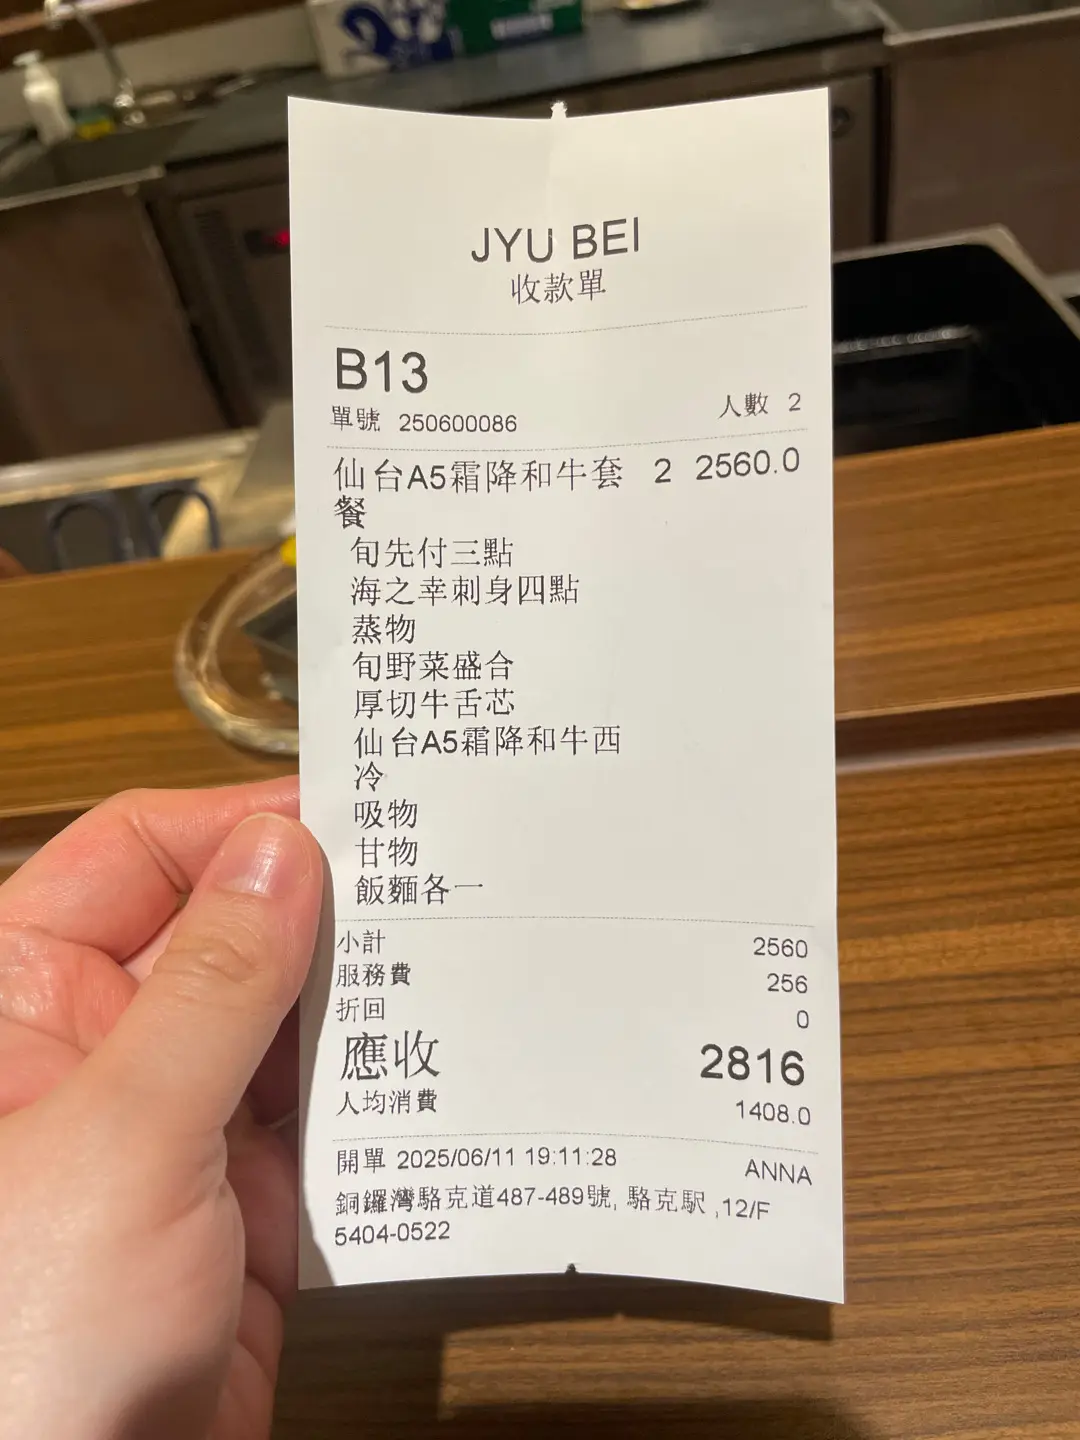 JYU BEI
收款單
B13
單號 250600086 人數 2
仙台A5霜降和牛套 2 2560.0
餐
旬先付三點
海之幸刺身四點
蒸物
旬野菜盛合
厚切牛舌芯
仙台A5霜降和牛西
冷
吸物
甘物
飯麵各一
小計 2560
服務費 256
折回 0
應收 2816
人均消費 1408.0
開單 2025/06/11 19:11:28 ANNA
銅鑼灣駱克道487-489號, 駱克駅 ,12/F
5404-0522